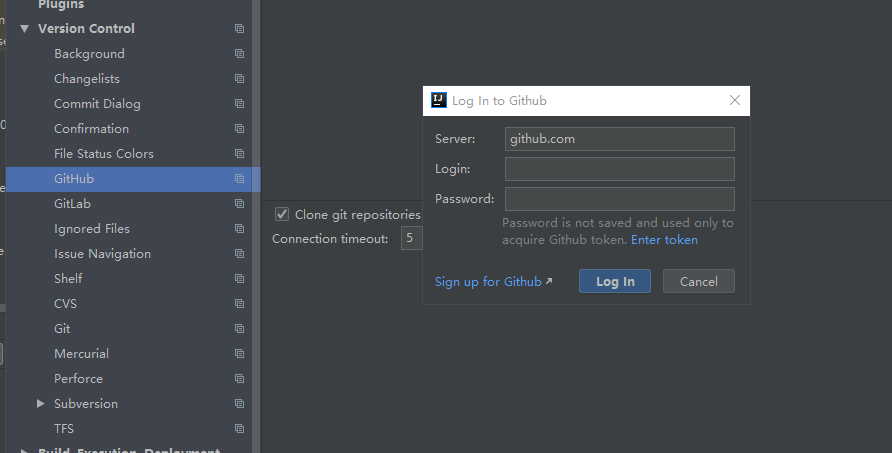 Plugins
Version Control
Background
Changelists
Commit Dialog
Confirmation
File Status Colors
GitHub
GitLab
Ignored Files
Issue Navigation
Shelf
CVS
Git
Mercurial
Perforce
Subversion
TFS
Build, Execution, Deployment
Clone git repositories
Connection timeout: 5
IJ Log In to Github
Server: github.com
Login:
Password:
Password is not saved and used only to
acquire Github token. Enter token
Sign up for Github ↗ Log In Cancel